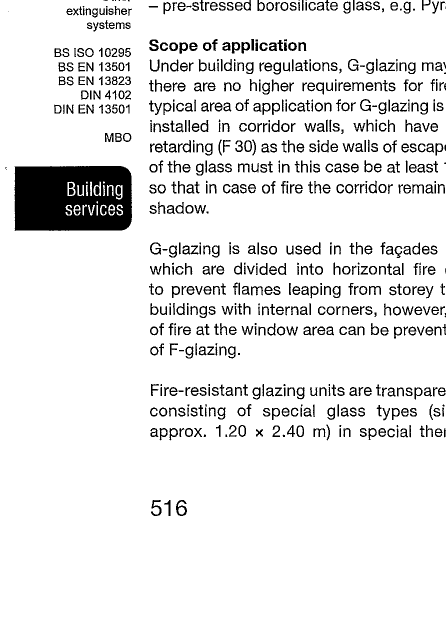 extinguisher
systems
BS ISO 10295
BS EN 13501
BS EN 13823
DIN 4102
DIN EN 13501
MBO
Building
services
– pre-stressed borosilicate glass, e.g. Pyr
Scope of application
Under building regulations, G-glazing may
there are no higher requirements for fire
typical area of application for G-glazing is
installed in corridor walls, which have
retarding (F 30) as the side walls of escap
of the glass must in this case be at least
so that in case of fire the corridor remain
shadow.
G-glazing is also used in the façades
which are divided into horizontal fire
to prevent flames leaping from storey t
buildings with internal corners, however,
of fire at the window area can be prevent
of F-glazing.
Fire-resistant glazing units are transpare
consisting of special glass types (si
approx. 1.20 × 2.40 m) in special ther
516